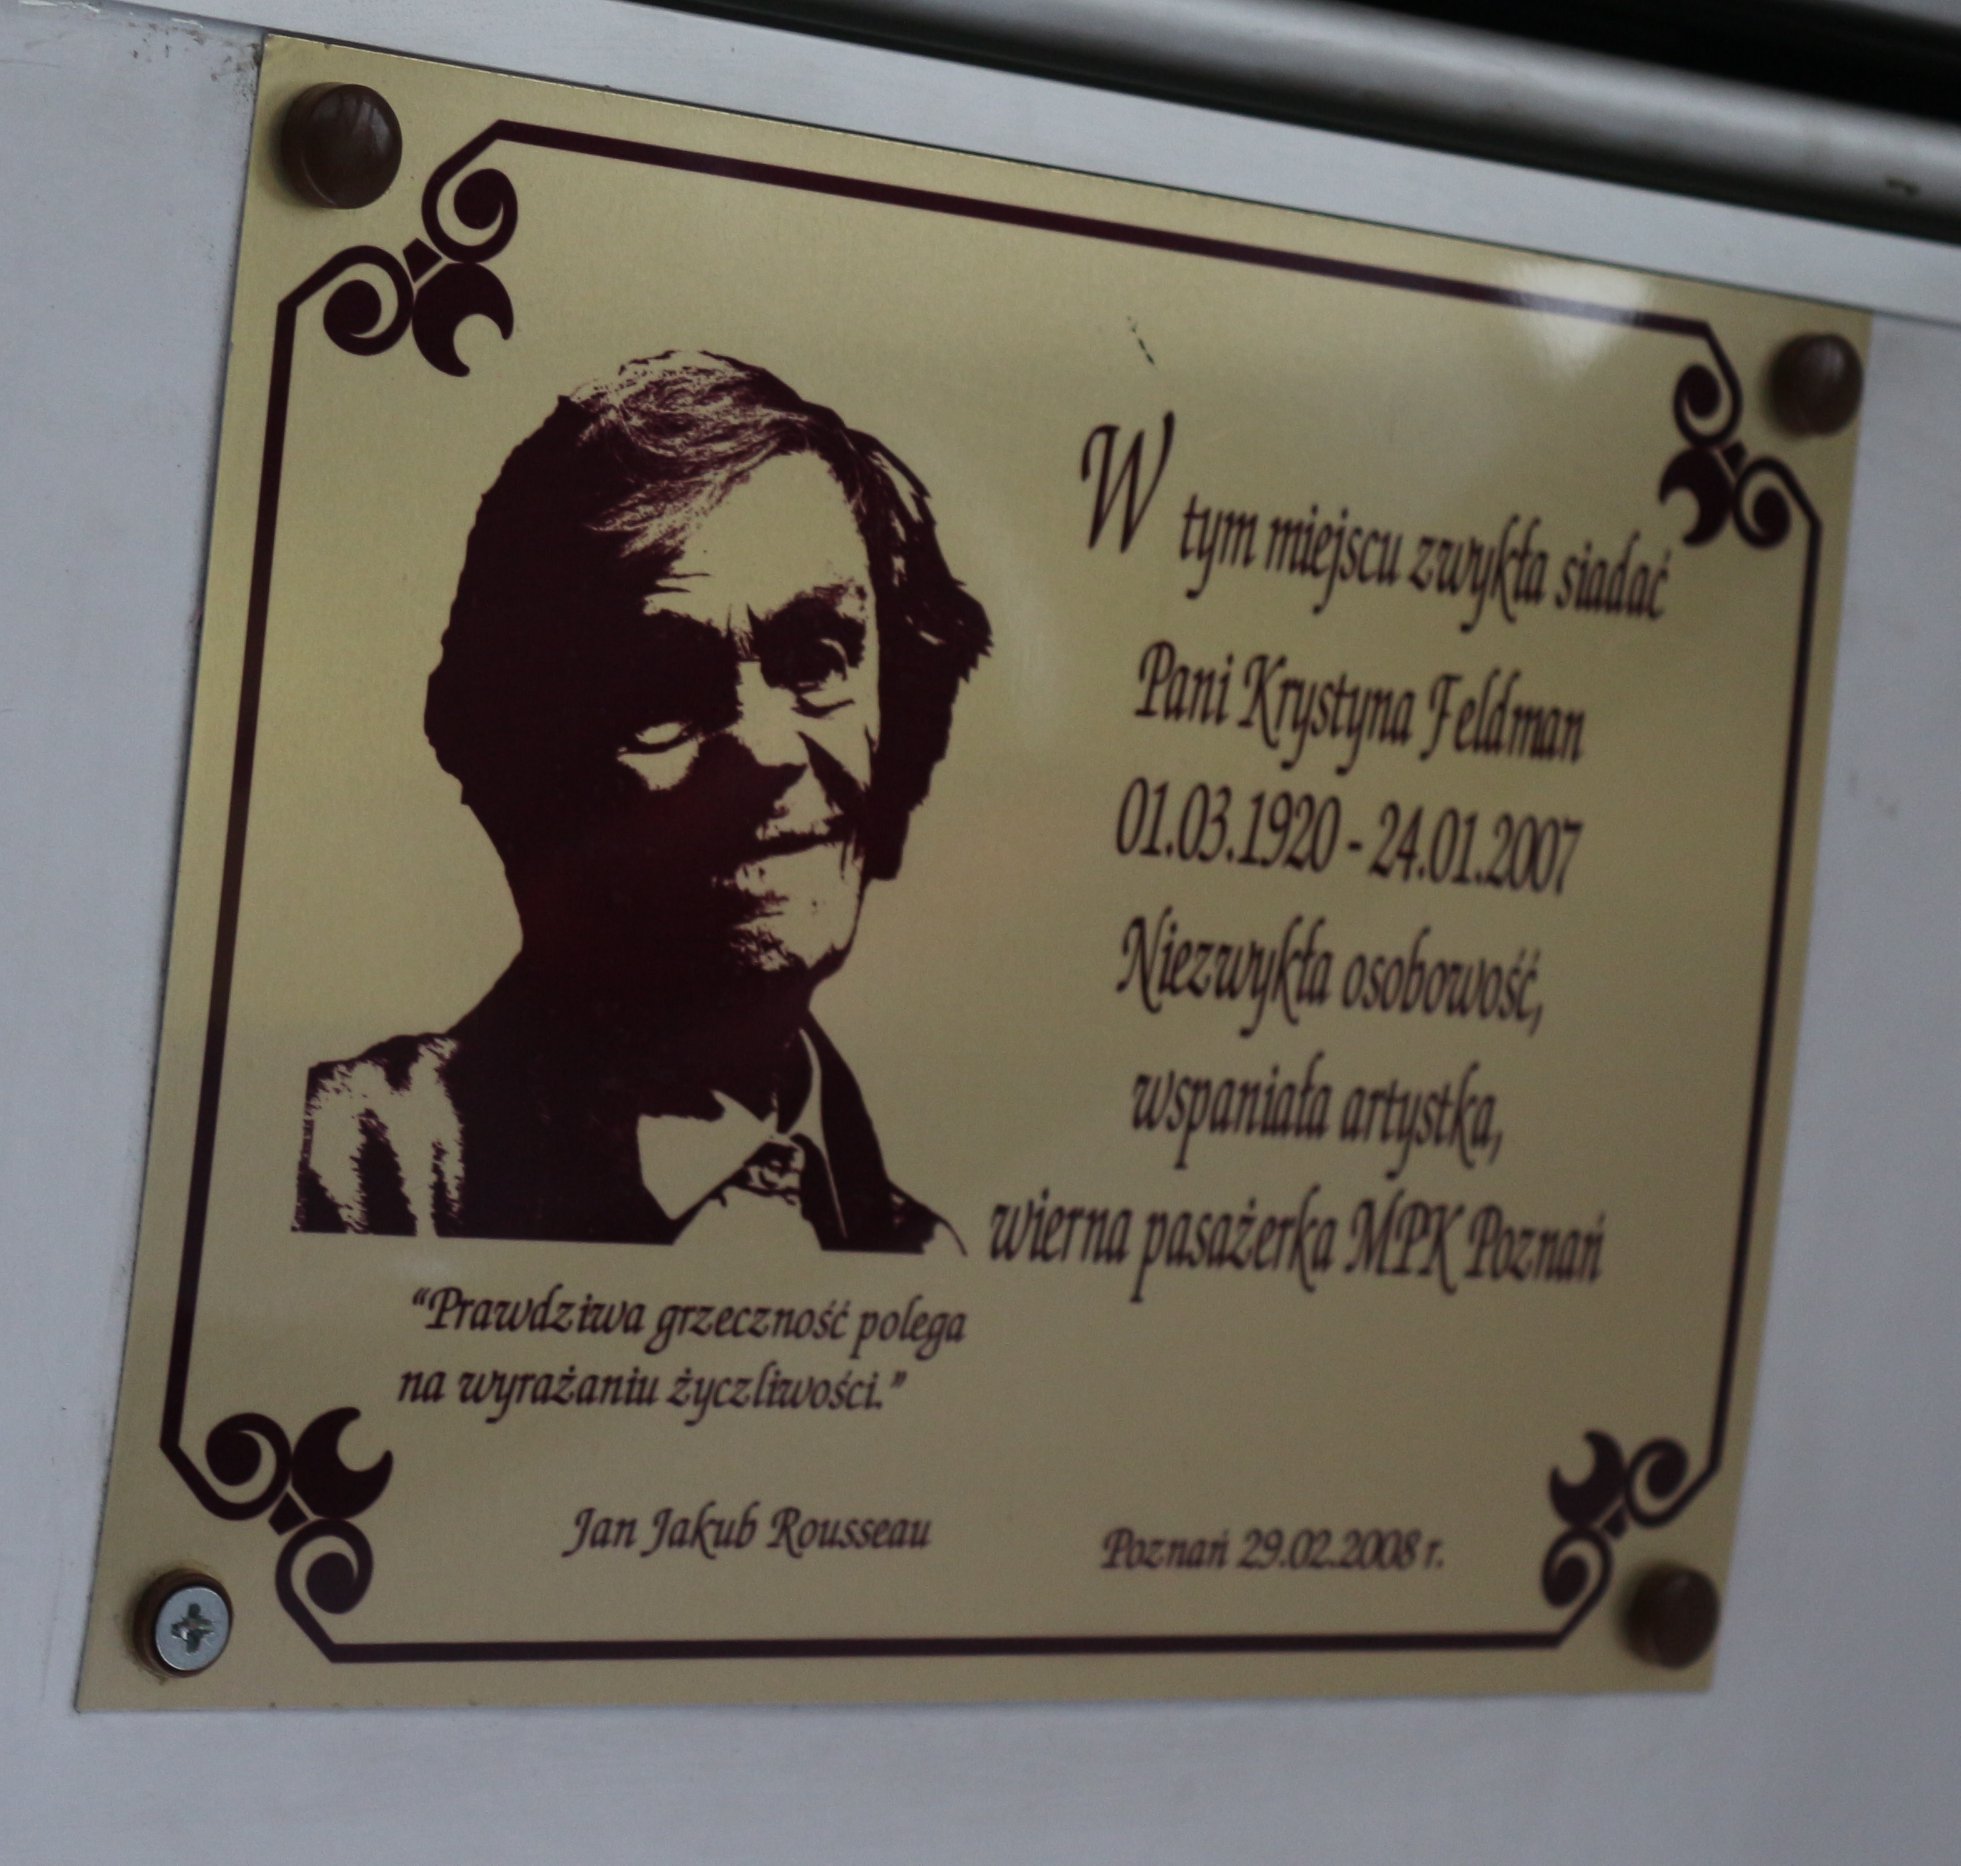 W tym miejscu zwykła siadać
Pani Krystyna Feldman
01.03.1920 - 24.01.2007
Niezwykła osobowość,
wspaniała artystka,
wierna pasażerka MPK Poznań
“Prawdziwa grzeczność polega
na wyrażaniu życzliwości.”
Jan Jakub Rousseau
Poznań 29.02.2008 r.